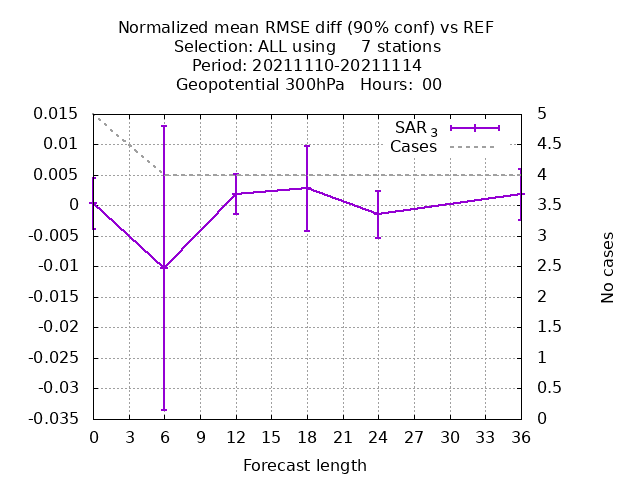 Normalized mean RMSE diff (90% conf) vs REF
Selection: ALL using     7 stations
Period: 20211110-20211114
Geopotential 300hPa   Hours:  00
SAR 3
Cases
0.015
0.01
0.005
0
-0.005
-0.01
-0.015
-0.02
-0.025
-0.03
-0.035
5
4.5
4
3.5
3
2.5
2
1.5
1
0.5
0
No cases
0 3 6 9 12 15 18 21 24 27 30 33 36
Forecast length